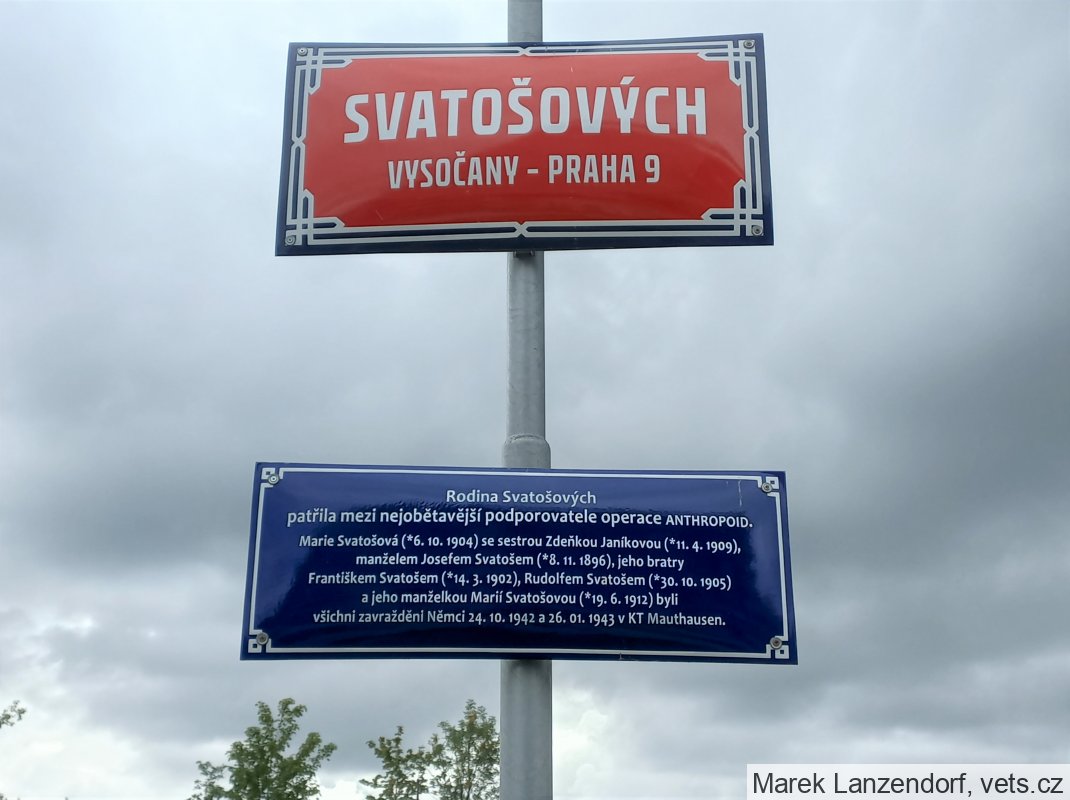 SVATOŠOVÝCH
VYSOČANY - PRAHA 9
Rodina Svatošových
patřila mezi nejobětavější podporovatele operace ANTHROPOID.
Marie Svatošová (*6. 10. 1904) se sestrou Zdeňkou Janíkovou (*11. 4. 1909),
manželem Josefem Svatošem (*8. 11. 1896), jeho bratry
Františkem Svatošem (*14. 3. 1902), Rudolfem Svatošem (*30. 10. 1905)
a jeho manželkou Marií Svatošovou (*19. 6. 1912) byli
všichni zavražděni Němci 24. 10. 1942 a 26. 01. 1943 v KT Mauthausen.
Marek Lanzendorf, vets.cz